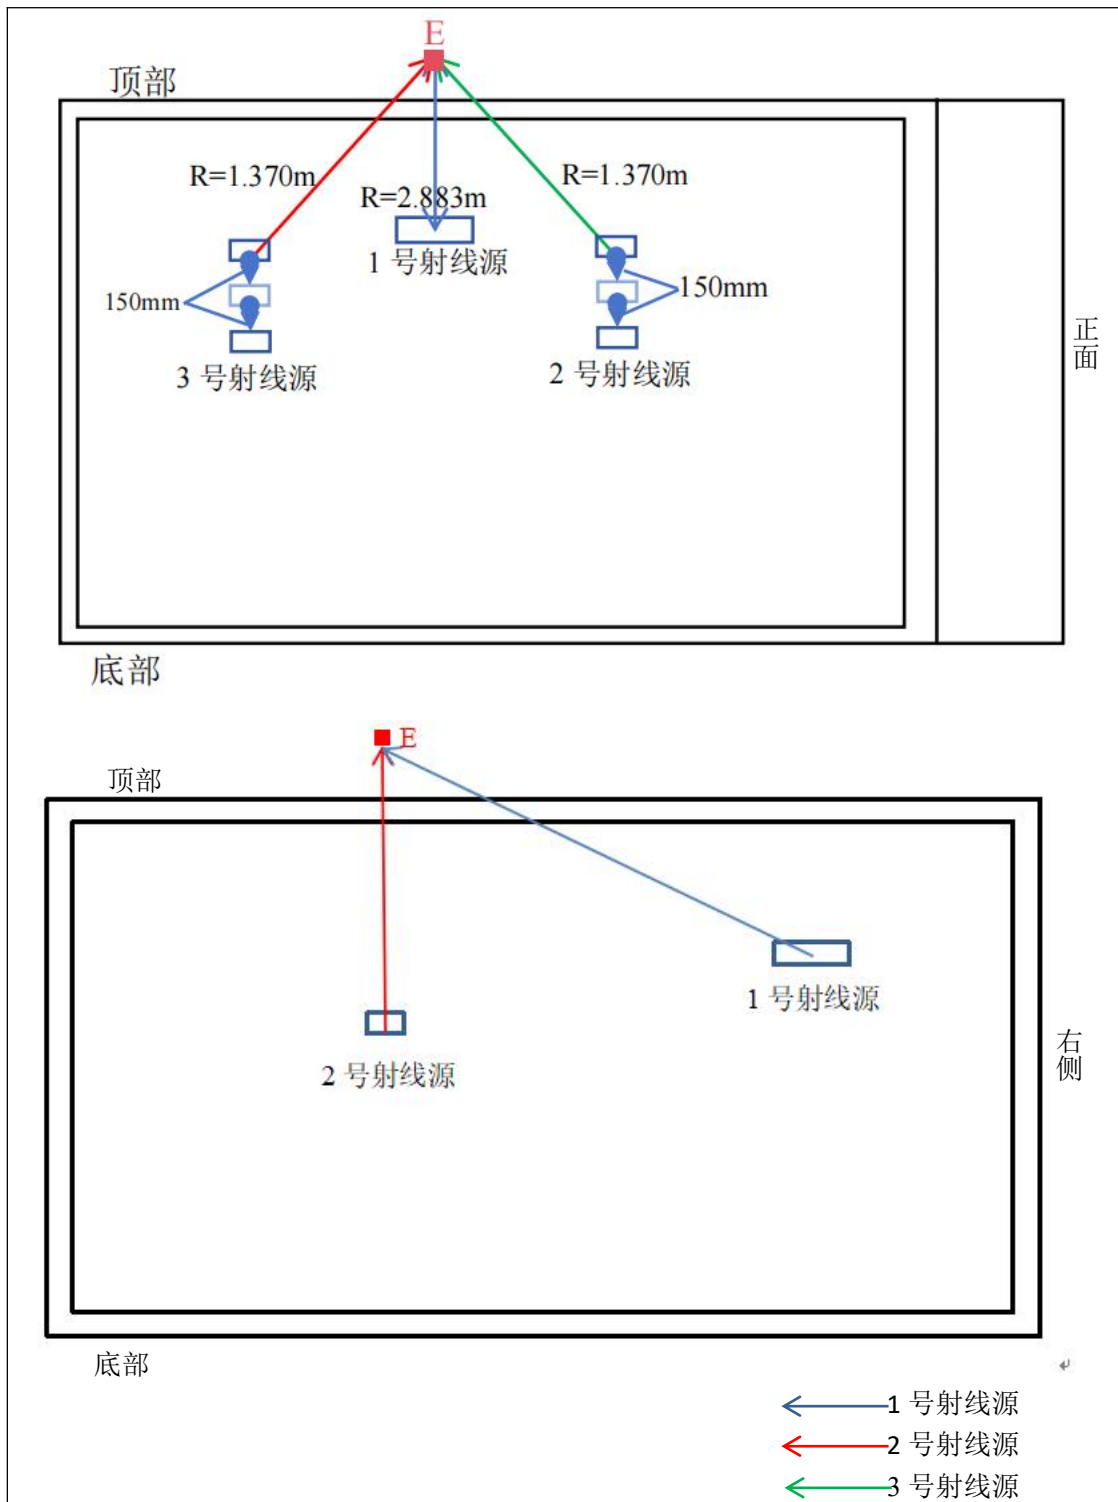 E
顶部
R=1.370m
R=2.883m
R=1.370m
1 号射线源
150mm
150mm
3 号射线源
2 号射线源
正面
底部
E
顶部
1 号射线源
2 号射线源
右侧
底部
1 号射线源
2 号射线源
3 号射线源